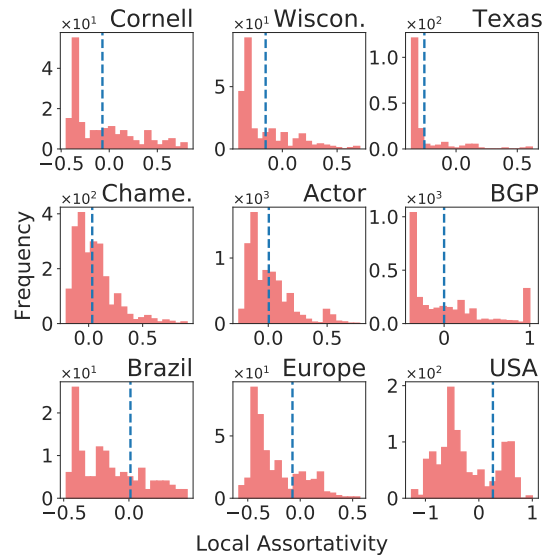 ×10¹ Cornell
4
2
0
−0.5 0.0 0.5
×10¹ Wiscon.
5
0
0.0 0.5
×10² Texas
1.0
0.5
0.0
0.0 0.5
×10² Chame.
4
2
0
0.0 0.5
×10³ Actor
1
0
0.0 0.5
×10³ BGP
1.0
0.5
0.0
0 1
×10¹ Brazil
2
1
0
−0.5 0.0
×10¹ Europe
5
0
−0.5 0.0 0.5
×10² USA
2
1
0
−1 0 1
Frequency
Local Assortativity